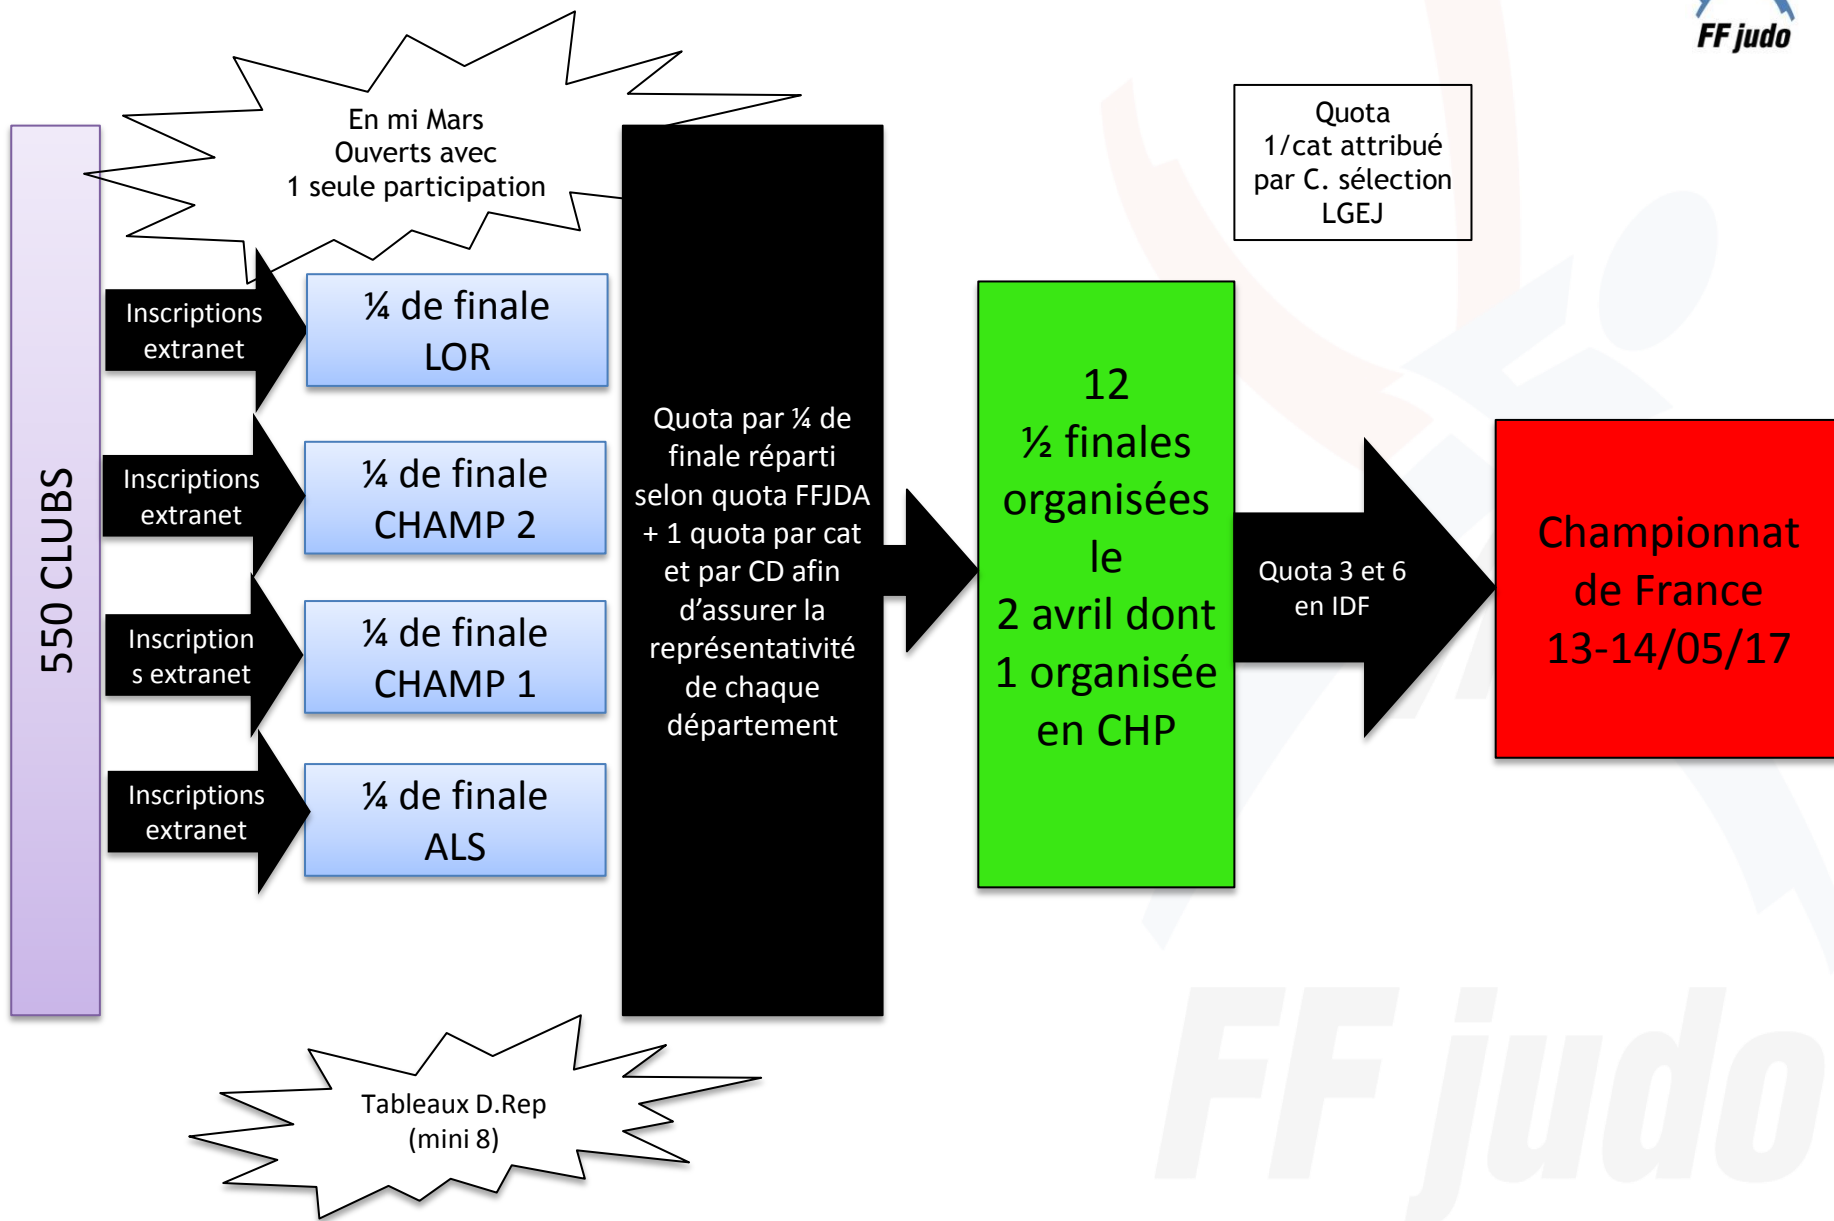 FF judo
En mi Mars
Ouverts avec
1 seule participation
Quota
1/cat attribué
par C. sélection
LGEJ
550 CLUBS
Inscriptions
extranet
¼ de finale
LOR
Inscriptions
extranet
¼ de finale
CHAMP 2
Inscription
s extranet
¼ de finale
CHAMP 1
Inscriptions
extranet
¼ de finale
ALS
Quota par ¼ de
finale réparti
selon quota FFJDA
+ 1 quota par cat
et par CD afin
d’assurer la
représentativité
de chaque
département
12
½ finales
organisées
le
2 avril dont
1 organisée
en CHP
Quota 3 et 6
en IDF
Championnat
de France
13-14/05/17
Tableaux D.Rep
(mini 8)
FF judo